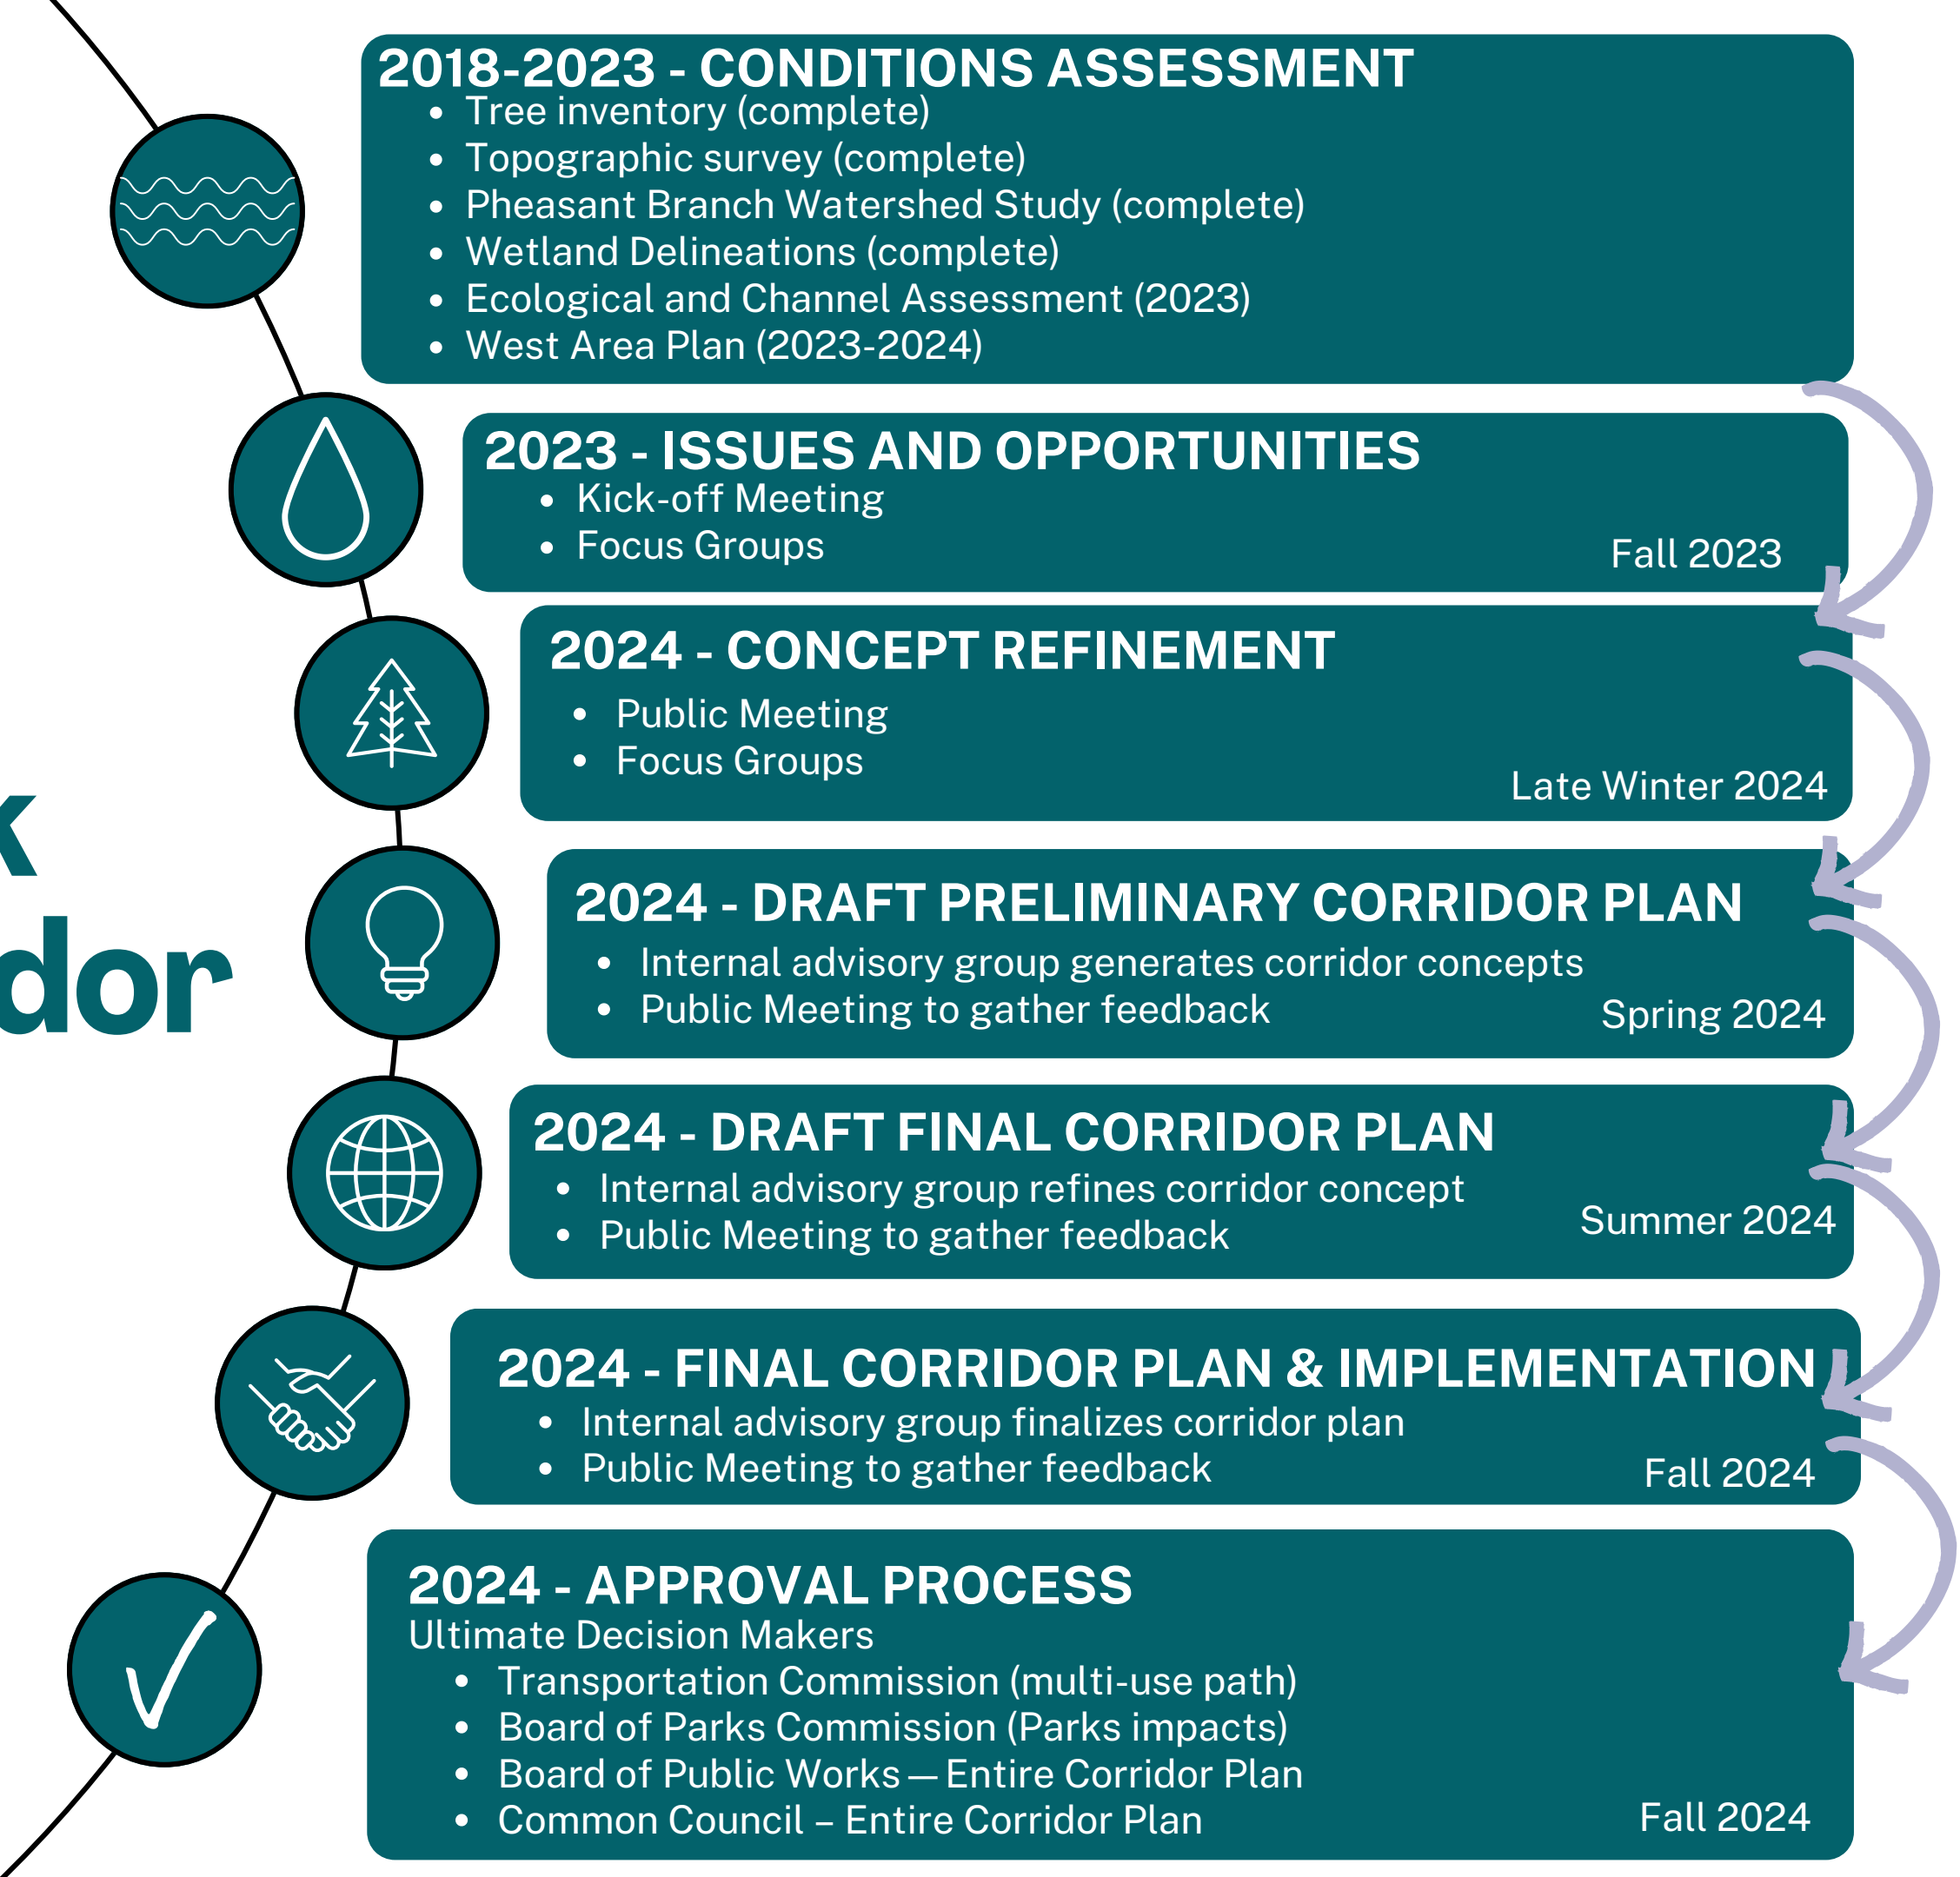 2018-2023 - CONDITIONS ASSESSMENT
• Tree inventory (complete)
• Topographic survey (complete)
• Pheasant Branch Watershed Study (complete)
• Wetland Delineations (complete)
• Ecological and Channel Assessment (2023)
• West Area Plan (2023-2024)
2023 - ISSUES AND OPPORTUNITIES
• Kick-off Meeting
• Focus Groups
Fall 2023
2024 - CONCEPT REFINEMENT
• Public Meeting
• Focus Groups
Late Winter 2024
k
dor
2024 - DRAFT PRELIMINARY CORRIDOR PLAN
• Internal advisory group generates corridor concepts
• Public Meeting to gather feedback
Spring 2024
2024 - DRAFT FINAL CORRIDOR PLAN
• Internal advisory group refines corridor concept
• Public Meeting to gather feedback
Summer 2024
2024 - FINAL CORRIDOR PLAN & IMPLEMENTATION
• Internal advisory group finalizes corridor plan
• Public Meeting to gather feedback
Fall 2024
2024 - APPROVAL PROCESS
Ultimate Decision Makers
• Transportation Commission (multi-use path)
• Board of Parks Commission (Parks impacts)
• Board of Public Works — Entire Corridor Plan
• Common Council – Entire Corridor Plan
Fall 2024